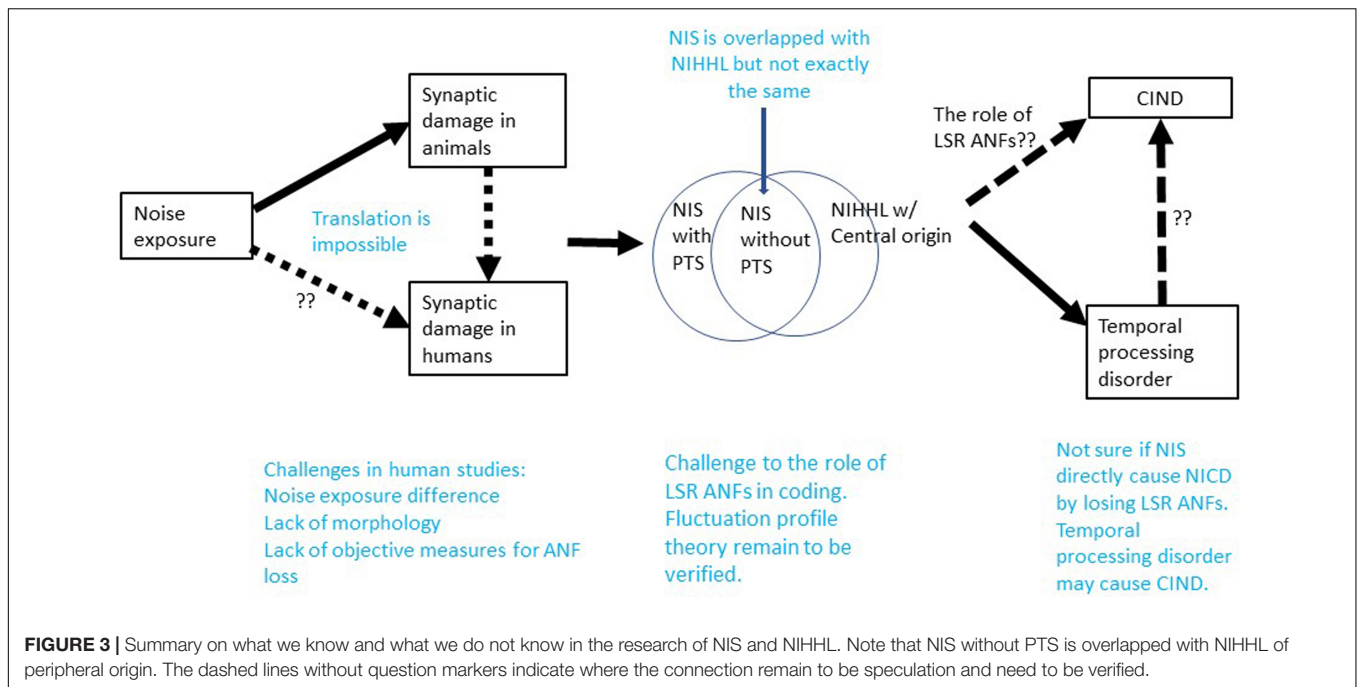 NIS is overlapped with
NIHHL but not exactly
the same
Noise
exposure
Synaptic
damage in
animals
Translation is
impossible
??
Synaptic
damage in
humans
NIS
with
PTS
NIS
without
PTS
NIHHL w/
Central origin
The role of
LSR ANFs??
CIND
??
Temporal
processing
disorder
Challenges in human studies:
Noise exposure difference
Lack of morphology
Lack of objective measures for ANF
loss
Challenge to the role of
LSR ANFs in coding.
Fluctuation profile
theory remain to be
verified.
Not sure if NIS
directly cause NICD
by losing LSR ANFs.
Temporal
processing disorder
may cause CIND.
FIGURE 3 | Summary on what we know and what we do not know in the research of NIS and NIHHL. Note that NIS without PTS is overlapped with NIHHL of
peripheral origin. The dashed lines without question markers indicate where the connection remain to be speculation and need to be verified.